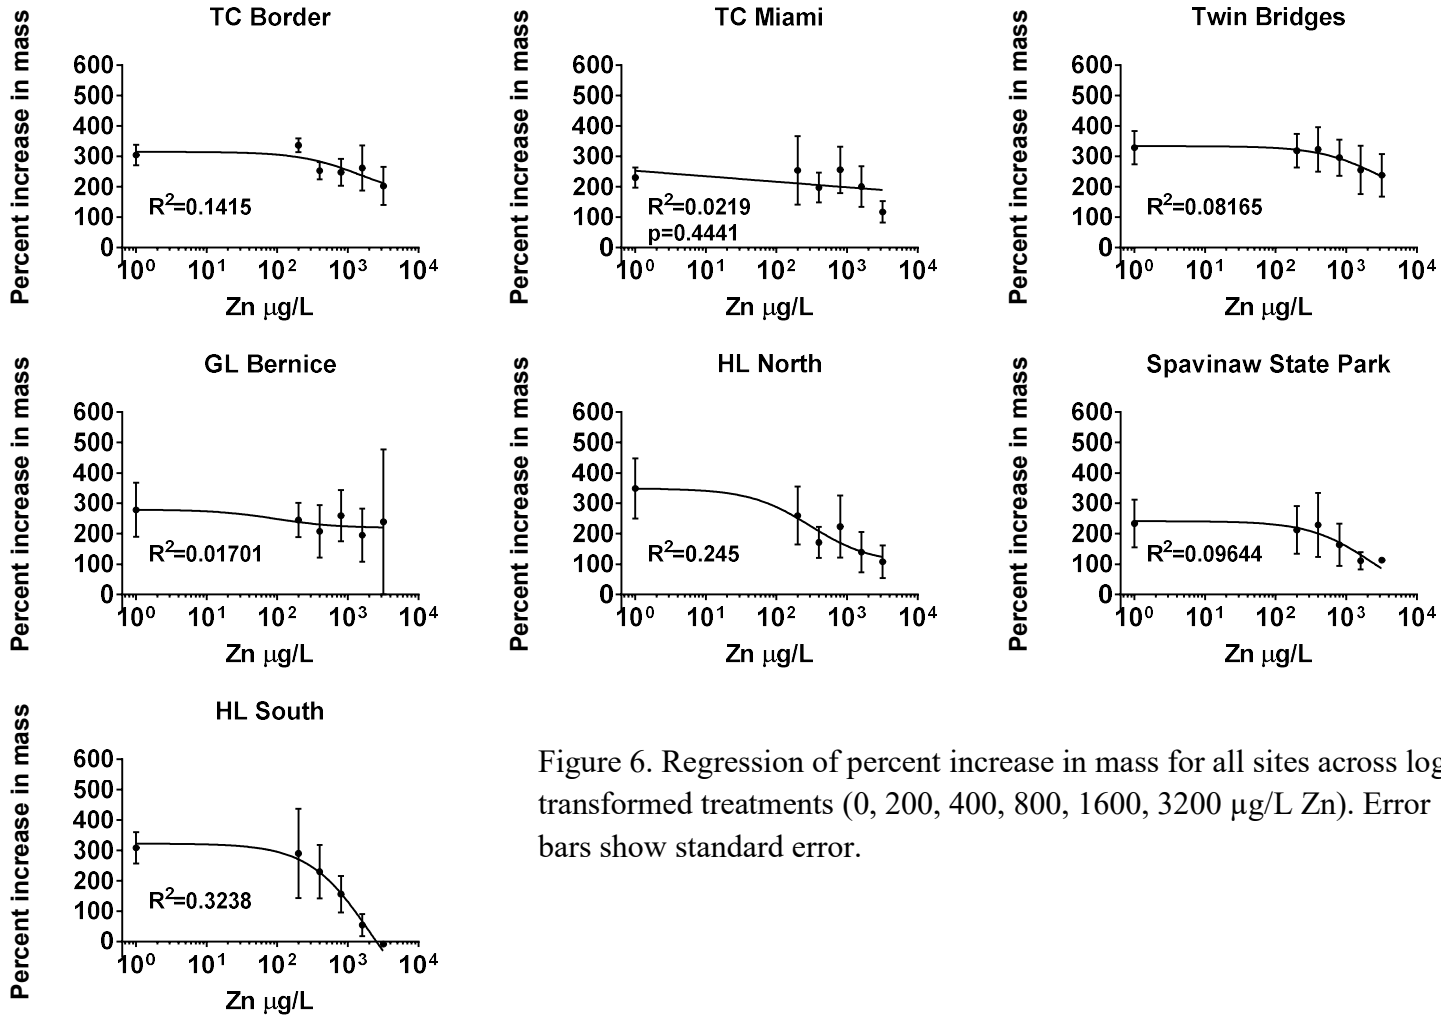 TC Border
Percent increase in mass
600
500
400
300
200
100
0
R²=0.1415
10⁰ 10¹ 10² 10³ 10⁴
Zn µg/L
TC Miami
Percent increase in mass
600
500
400
300
200
100
0
R²=0.0219
p=0.4441
10⁰ 10¹ 10² 10³ 10⁴
Zn µg/L
Twin Bridges
Percent increase in mass
600
500
400
300
200
100
0
R²=0.08165
10⁰ 10¹ 10² 10³ 10⁴
Zn µg/L
GL Bernice
Percent increase in mass
600
500
400
300
200
100
0
R²=0.01701
10⁰ 10¹ 10² 10³ 10⁴
Zn µg/L
HL North
Percent increase in mass
600
500
400
300
200
100
0
R²=0.245
10⁰ 10¹ 10² 10³ 10⁴
Zn µg/L
Spavinaw State Park
Percent increase in mass
600
500
400
300
200
100
0
R²=0.09644
10⁰ 10¹ 10² 10³ 10⁴
Zn µg/L
HL South
Percent increase in mass
600
500
400
300
200
100
0
R²=0.3238
10⁰ 10¹ 10² 10³ 10⁴
Zn µg/L
Figure 6. Regression of percent increase in mass for all sites across log
transformed treatments (0, 200, 400, 800, 1600, 3200 µg/L Zn). Error
bars show standard error.